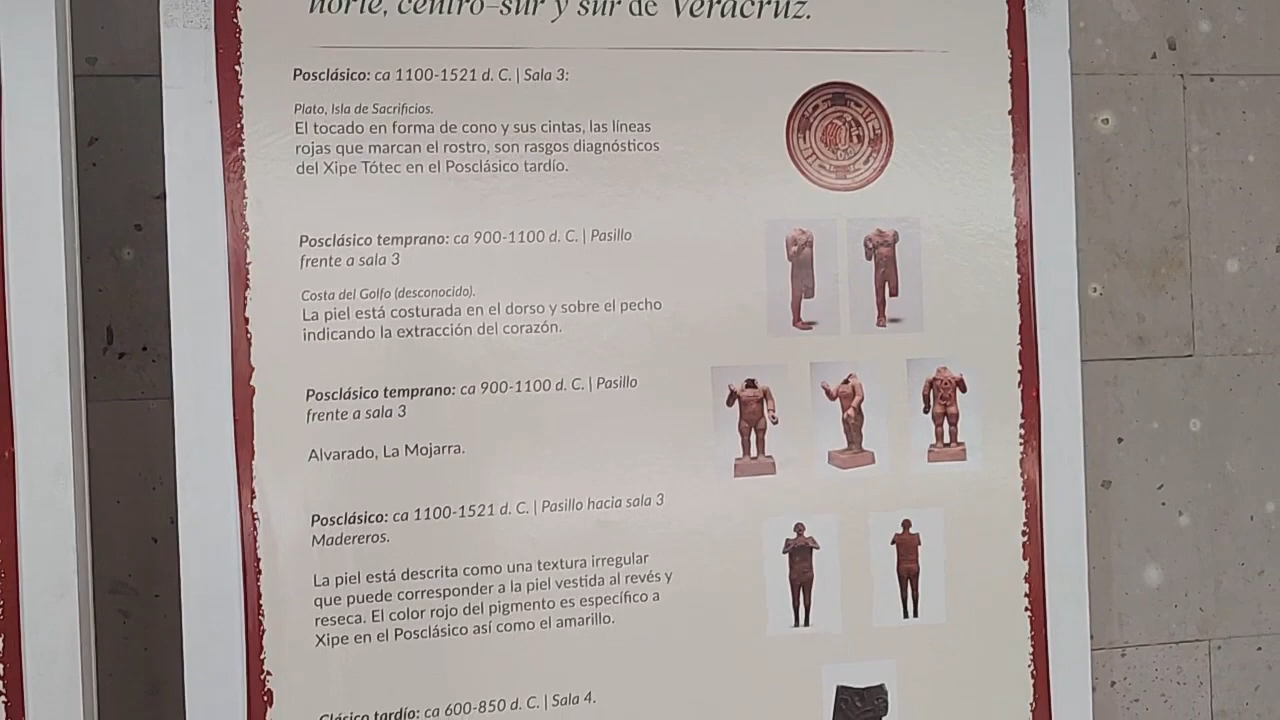 norte, centro-sur y sur de Veracruz.
Posclásico: ca 1100-1521 d. C. | Sala 3:
Plato, Isla de Sacrificios.
El tocado en forma de cono y sus cintas, las líneas
rojas que marcan el rostro, son rasgos diagnósticos
del Xipe Tótec en el Posclásico tardío.
Posclásico temprano: ca 900-1100 d. C. | Pasillo
frente a sala 3
Costa del Golfo (desconocido).
La piel está costurada en el dorso y sobre el pecho
indicando la extracción del corazón.
Posclásico temprano: ca 900-1100 d. C. | Pasillo
frente a sala 3
Alvarado, La Mojarra.
Posclásico: ca 1100-1521 d. C. | Pasillo hacia sala 3
Madereros.
La piel está descrita como una textura irregular
que puede corresponder a la piel vestida al revés y
reseca. El color rojo del pigmento es específico a
Xipe en el Posclásico así como el amarillo.
Clásico tardío: ca 600-850 d. C. | Sala 4.